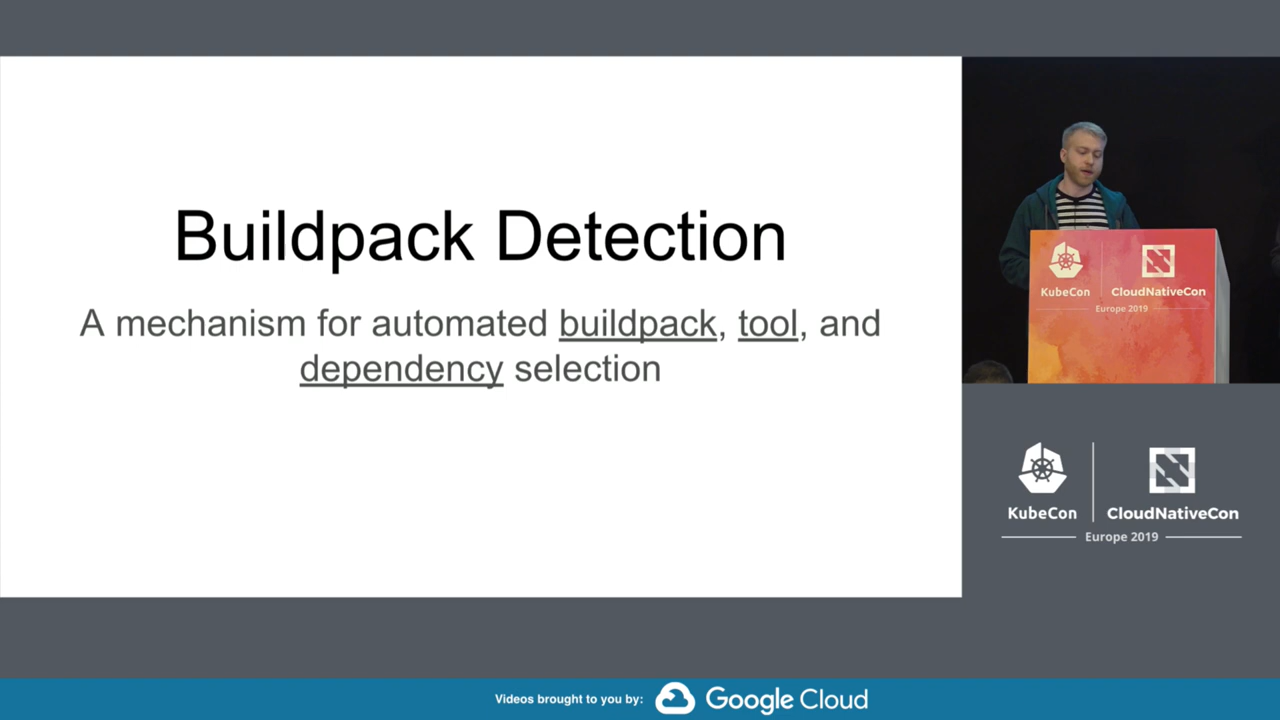 Buildpack Detection
A mechanism for automated buildpack, tool, and
dependency selection
KubeCon
CloudNativeCon
Europe 2019
KubeCon
CloudNativeCon
Europe 2019
Videos brought to you by:
Google Cloud